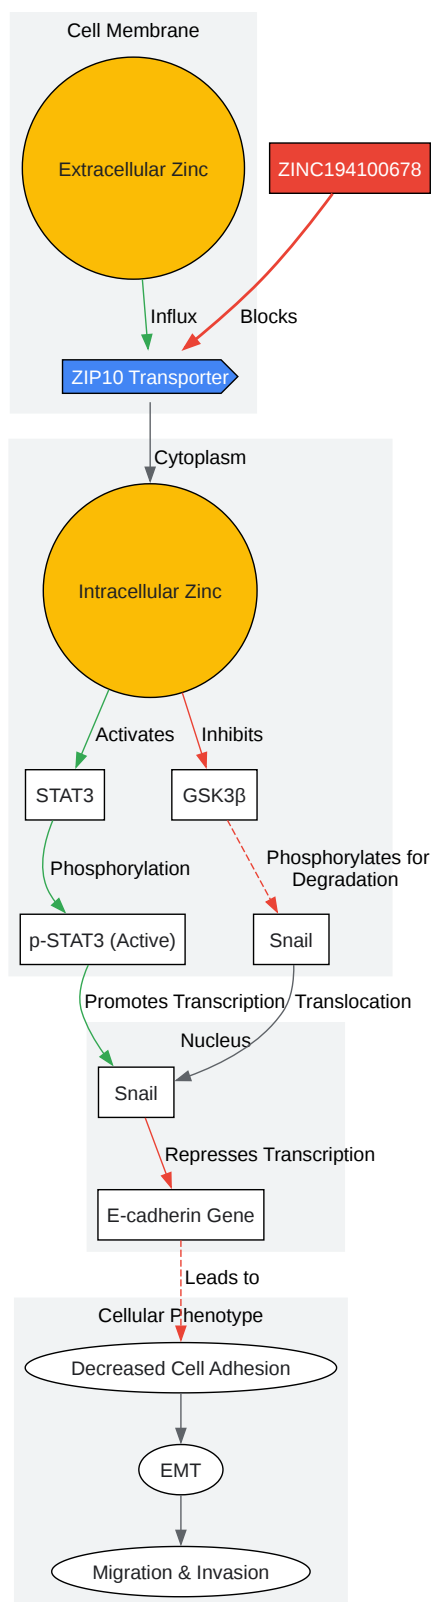 Cell Membrane
Extracellular Zinc
ZINC194100678
Influx
Blocks
ZIP10 Transporter
Cytoplasm
Intracellular Zinc
Activates
Inhibits
STAT3
GSK3β
Phosphorylation
Phosphorylates for
Degradation
p-STAT3 (Active)
Snail
Promotes Transcription
Translocation
Nucleus
Snail
Represses Transcription
E-cadherin Gene
Leads to
Cellular Phenotype
Decreased Cell Adhesion
EMT
Migration & Invasion